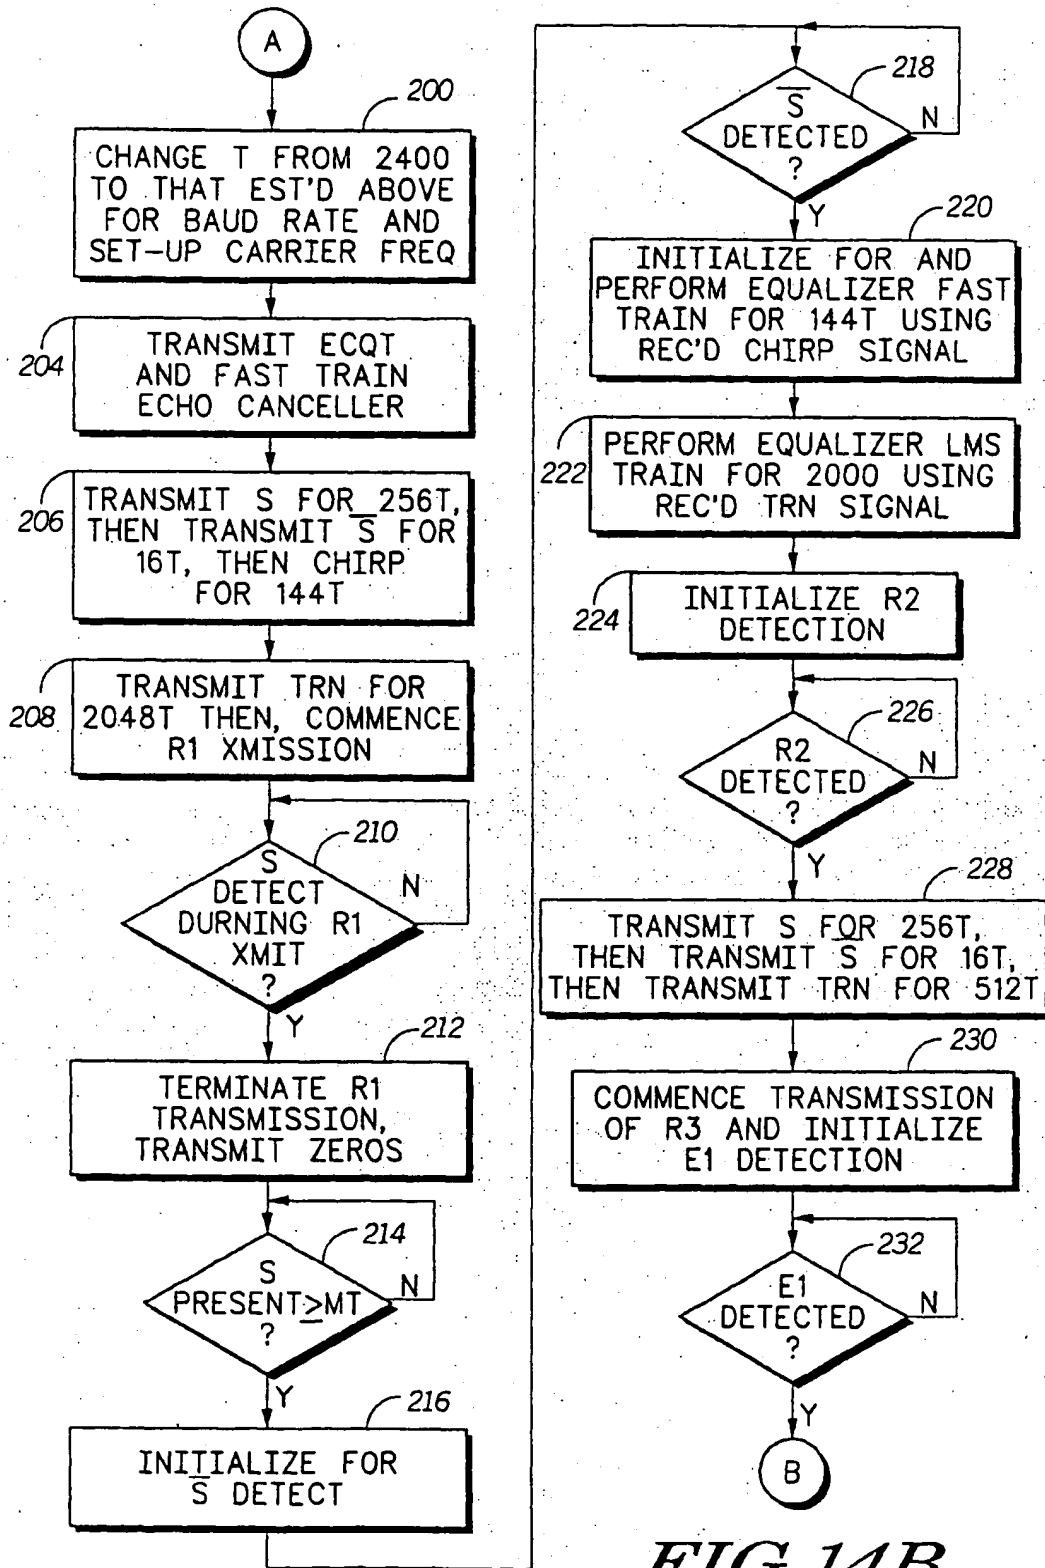 A
200
CHANGE T FROM 2400
TO THAT EST'D ABOVE
FOR BAUD RATE AND
SET-UP CARRIER FREQ
204
TRANSMIT ECQT
AND FAST TRAIN
ECHO CANCELLER
206
TRANSMIT S FOR 256T,
THEN TRANSMIT S̅ FOR
16T, THEN CHIRP
FOR 144T
208
TRANSMIT TRN FOR
2048T THEN, COMMENCE
R1 XMISSION
210
S
DETECT
DURNING R1
XMIT
?
N
Y
212
TERMINATE R1
TRANSMISSION,
TRANSMIT ZEROS
214
S
PRESENT≥MT
?
N
Y
216
INITIALIZE FOR
S̅ DETECT
218
S̅
DETECTED
?
N
Y
220
INITIALIZE FOR AND
PERFORM EQUALIZER FAST
TRAIN FOR 144T USING
REC'D CHIRP SIGNAL
222
PERFORM EQUALIZER LMS
TRAIN FOR 2000 USING
REC'D TRN SIGNAL
224
INITIALIZE R2
DETECTION
226
R2
DETECTED
?
N
Y
228
TRANSMIT S FOR 256T,
THEN TRANSMIT S̅ FOR 16T,
THEN TRANSMIT TRN FOR 512T
230
COMMENCE TRANSMISSION
OF R3 AND INITIALIZE
E1 DETECTION
232
E1
DETECTED
?
N
Y
B
FIG.14B